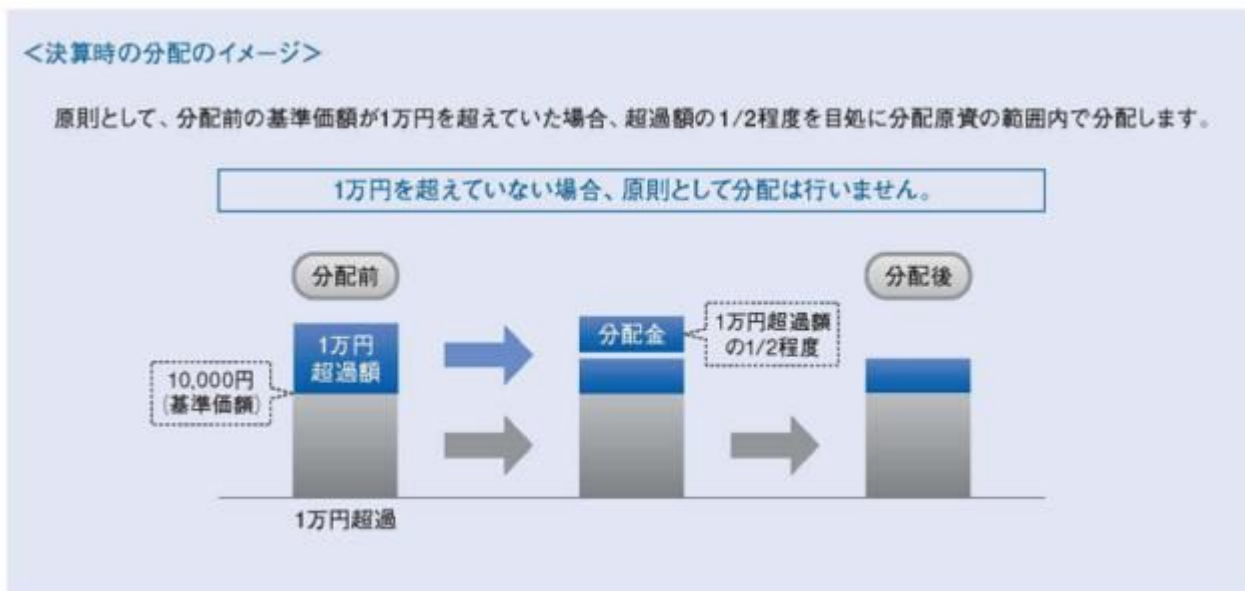 ＜決算時の分配のイメージ＞
原則として、分配前の基準価額が1万円を超えていた場合、超過額の1/2程度を目処に分配原資の範囲内で分配します。
1万円を超えていない場合、原則として分配は行いません。
分配前
分配後
1万円
超過額
分配金
1万円超過額
の1/2程度
10,000円
(基準価額)
1万円超過